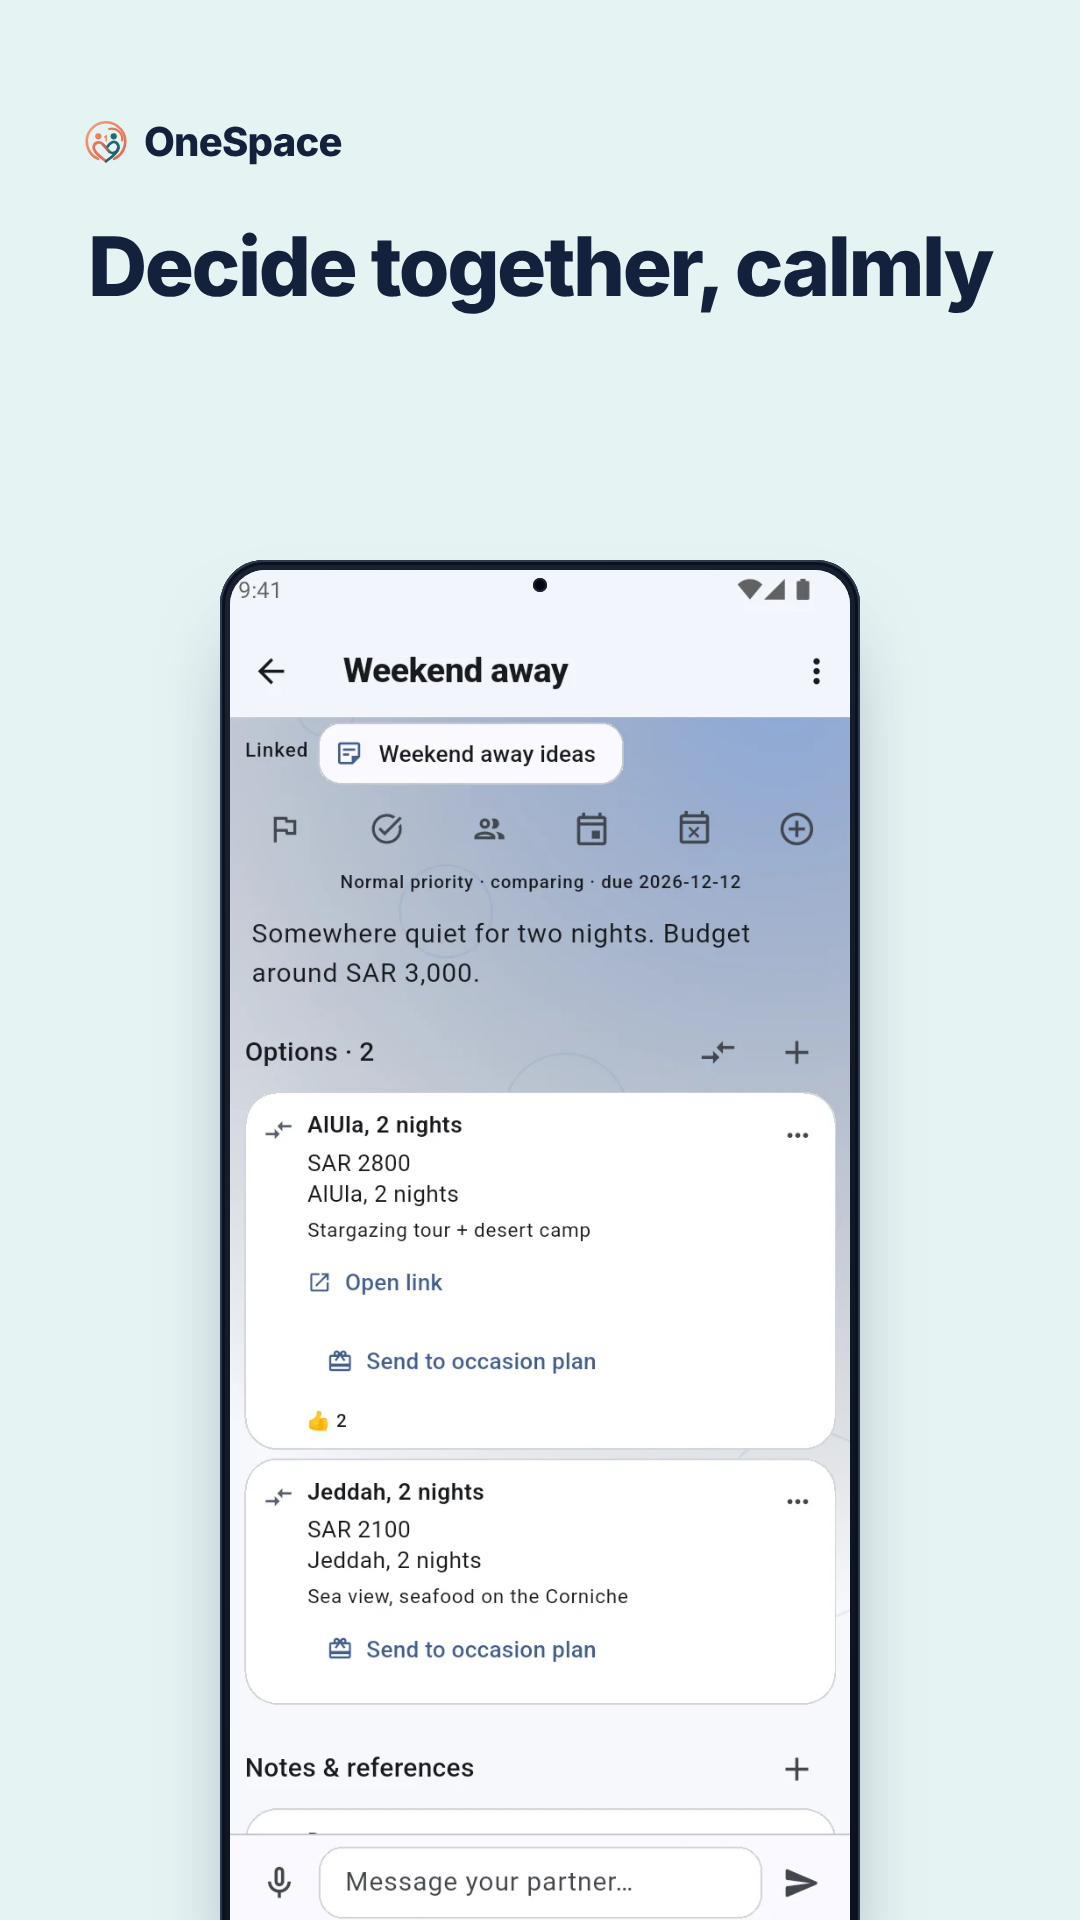 OneSpace
Decide together, calmly
9:41
Weekend away
Linked
Weekend away ideas
Normal priority · comparing · due 2026-12-12
Somewhere quiet for two nights. Budget
around SAR 3,000.
Options · 2
AlUla, 2 nights
SAR 2800
AlUla, 2 nights
Stargazing tour + desert camp
Open link
Send to occasion plan
👍 2
Jeddah, 2 nights
SAR 2100
Jeddah, 2 nights
Sea view, seafood on the Corniche
Send to occasion plan
Notes & references
Message your partner…